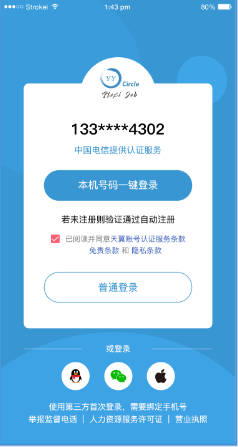 Strokel
1:43 pm
80%
YY Circle
Flexi Job
133****4302
中国电信提供认证服务
本机号码一键登录
若未注册则验证通过自动注册
已阅读并同意天翼账号认证服务条款
免责条款 和 隐私条款
普通登录
或登录
使用第三方首次登录，需要绑定手机号
举报监督电话 | 人力资源服务许可证 | 营业执照